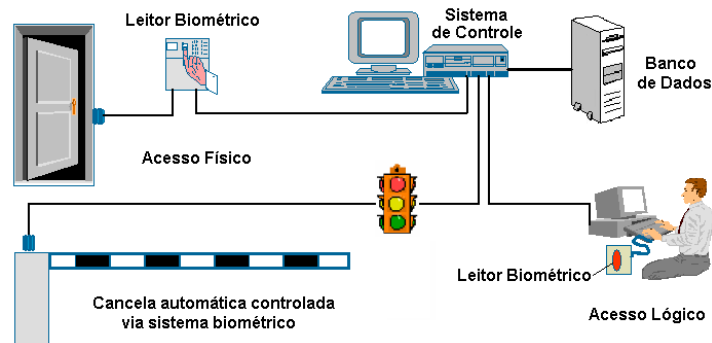 Leitor Biométrico
Sistema
de Controle
Banco
de Dados
Acesso Físico
Leitor Biométrico
Cancela automática controlada
via sistema biométrico
Acesso Lógico